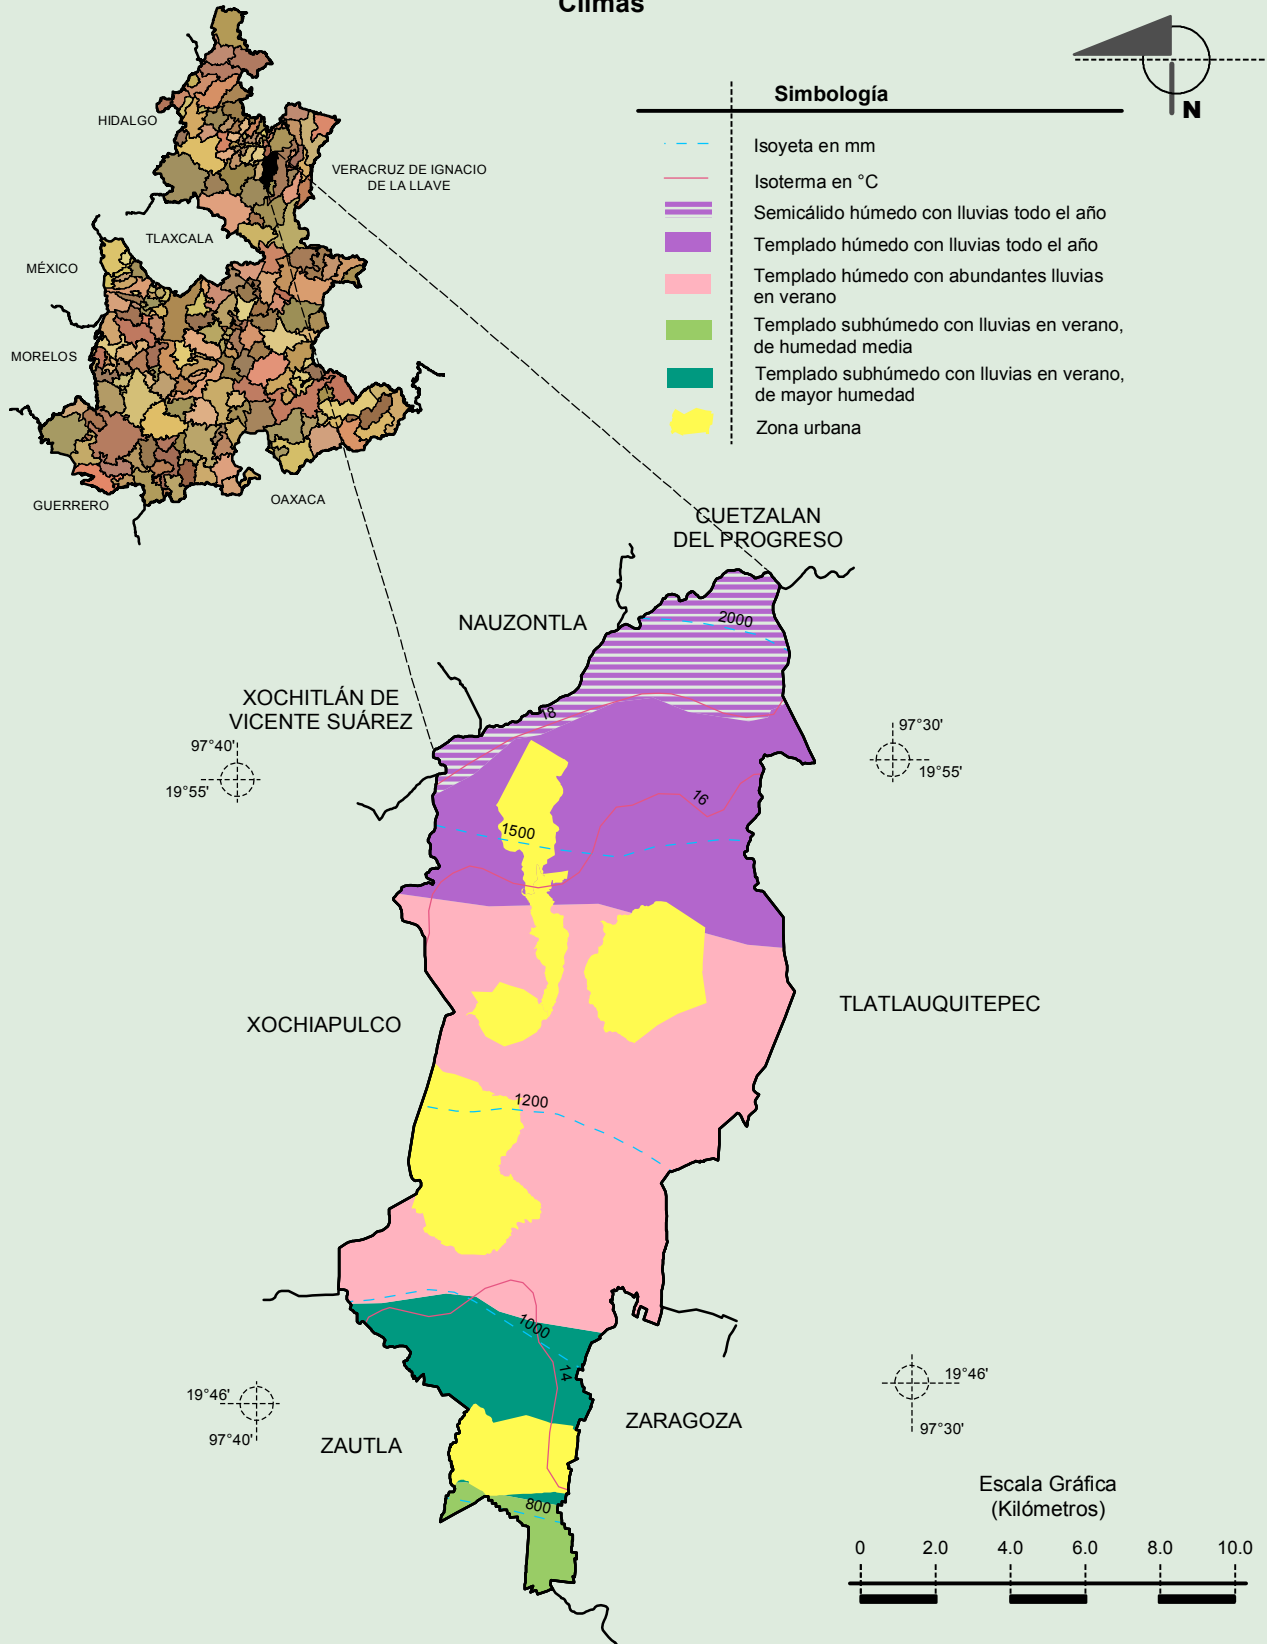 Climas
N
Simbología
Isoyeta en mm
Isoterma en °C
Semicálido húmedo con lluvias todo el año
Templado húmedo con lluvias todo el año
Templado húmedo con abundantes lluvias
en verano
Templado subhúmedo con lluvias en verano,
de humedad media
Templado subhúmedo con lluvias en verano,
de mayor humedad
Zona urbana
HIDALGO
VERACRUZ DE IGNACIO
DE LA LLAVE
TLAXCALA
MÉXICO
MORELOS
GUERRERO
OAXACA
CUETZALAN
DEL PROGRESO
NAUZONTLA
2000
XOCHITLÁN DE
VICENTE SUÁREZ
18
97°40'
19°55'
97°30'
19°55'
16
1500
XOCHIAPULCO
TLATLAUQUITEPEC
1200
1000
14
19°46'
97°40'
19°46'
97°30'
ZAUTLA
ZARAGOZA
800
Escala Gráfica
(Kilómetros)
0 2.0 4.0 6.0 8.0 10.0